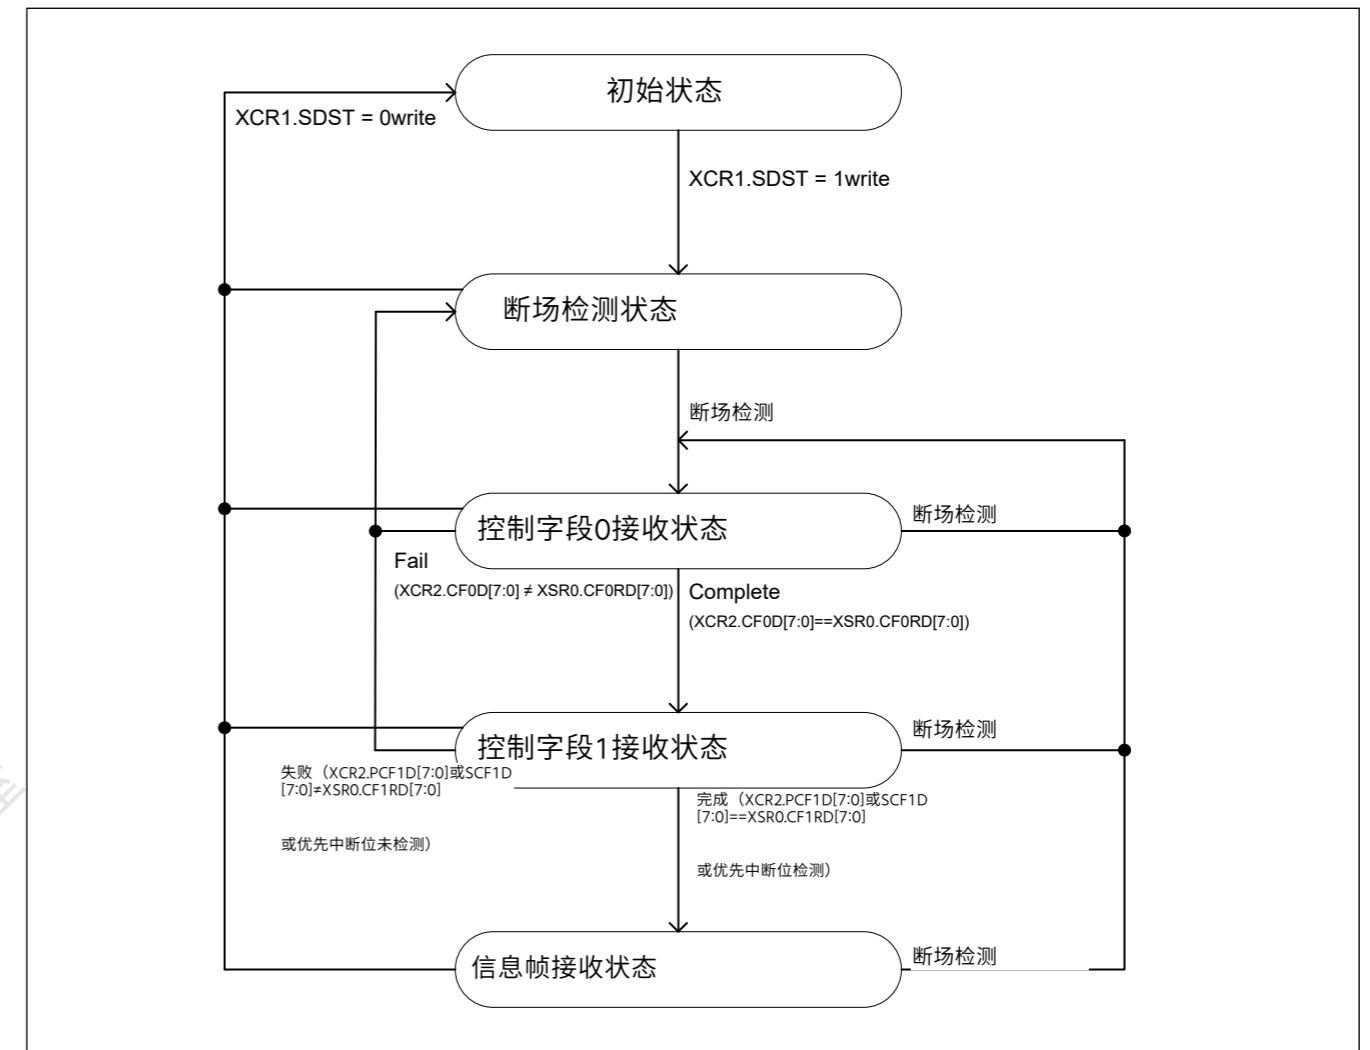 初始状态
XCR1.SDST = 0write
XCR1.SDST = 1write
断场检测状态
断场检测
控制字段0接收状态
断场检测
Fail
(XCR2.CF0D[7:0] ≠ XSR0.CF0RD[7:0])
Complete
(XCR2.CF0D[7:0]==XSR0.CF0RD[7:0])
控制字段1接收状态
断场检测
失败（XCR2.PCF1D[7:0]或SCF1D
[7:0]≠XSR0.CF1RD[7:0]
或优先中断位未检测）
完成（XCR2.PCF1D[7:0]或SCF1D
[7:0]==XSR0.CF1RD[7:0]
或优先中断位检测）
信息帧接收状态
断场检测